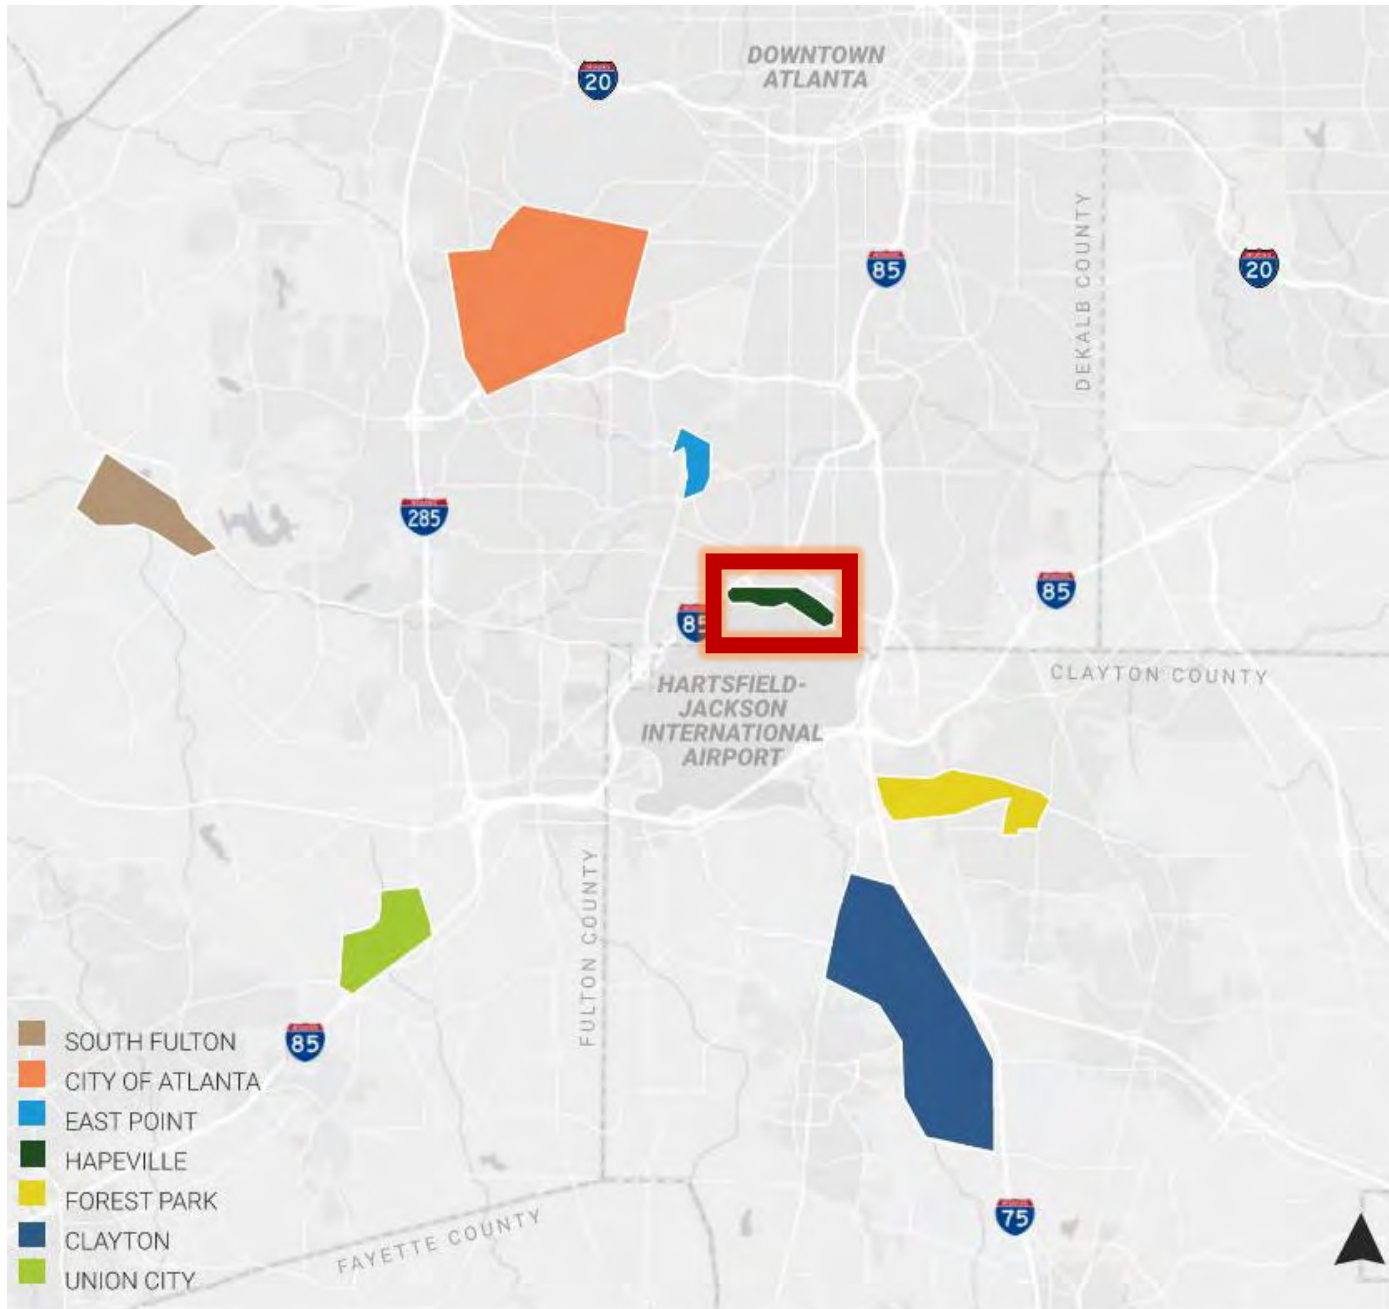 DOWNTOWN
ATLANTA
20
DEKALB COUNTY
85
20
285
85
85
CLAYTON COUNTY
HARTSFIELD-
JACKSON
INTERNATIONAL
AIRPORT
FULTON COUNTY
85
SOUTH FULTON
CITY OF ATLANTA
EAST POINT
HAPEVILLE
FOREST PARK
CLAYTON
UNION CITY
75
FAYETTE COUNTY